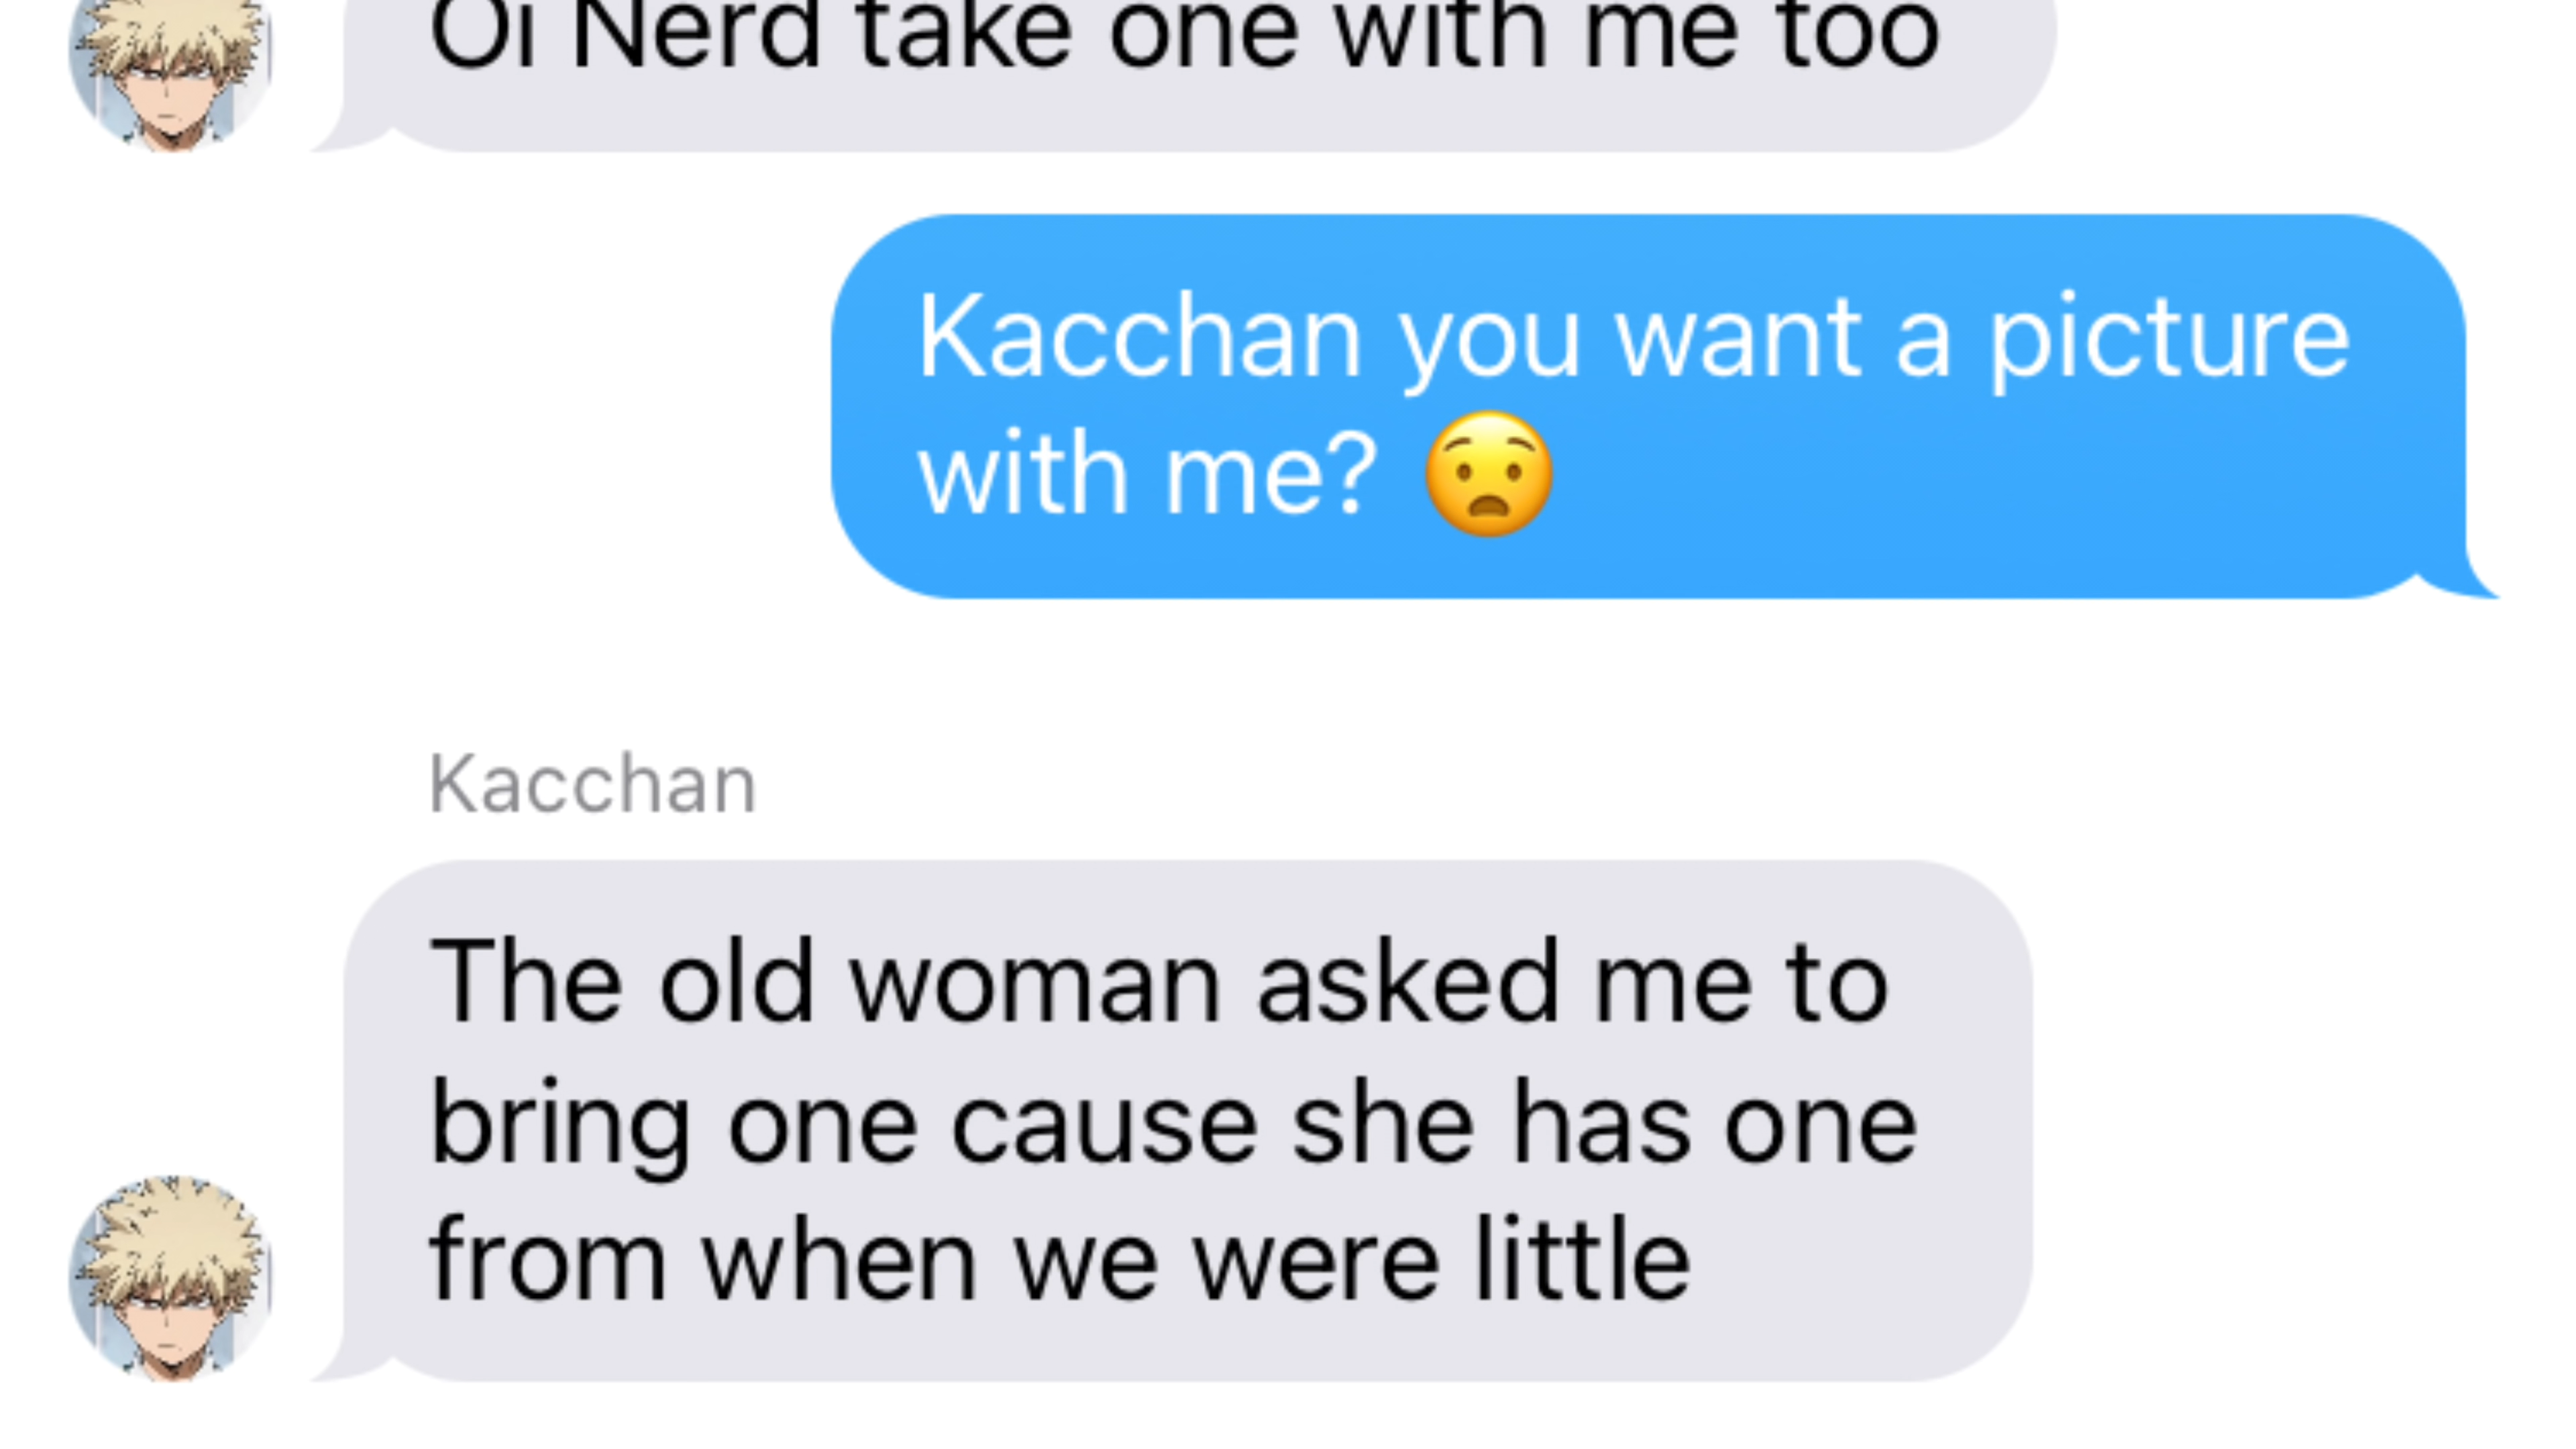 Oi Nerd take one with me too
Kacchan you want a picture
with me? 😧
Kacchan
The old woman asked me to
bring one cause she has one
from when we were little